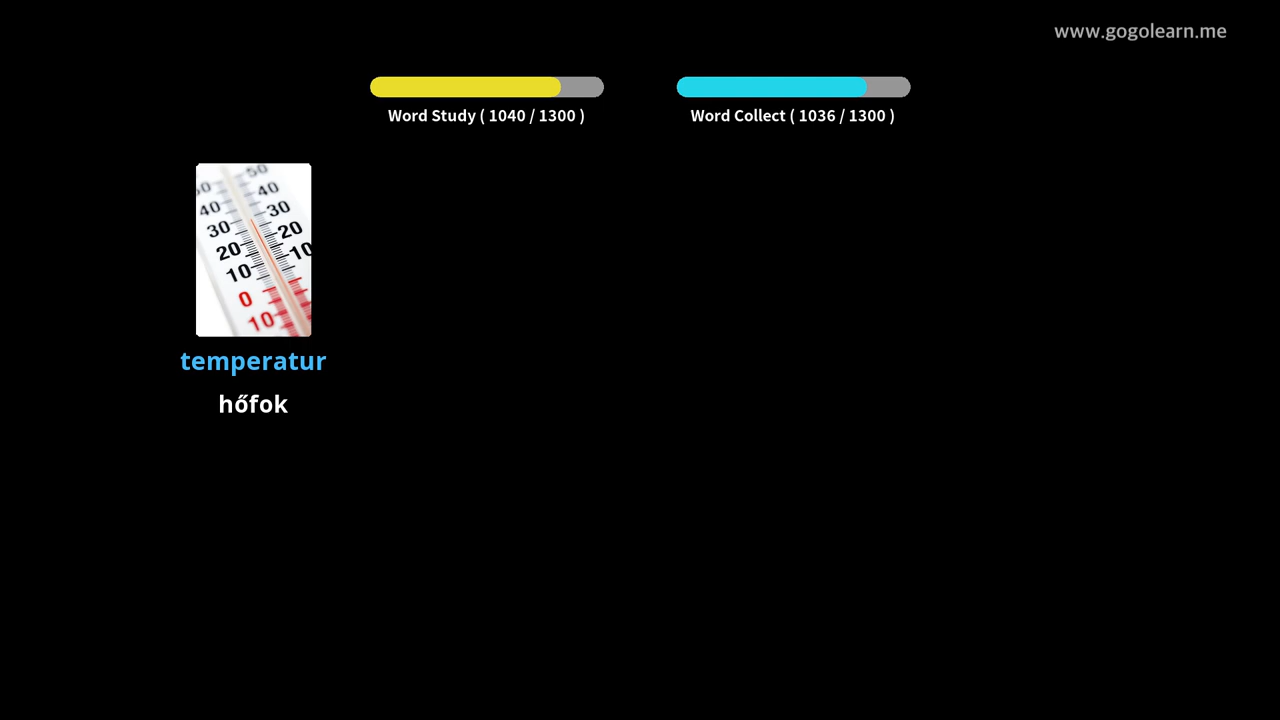 www.gogolearn.me
Word Study ( 1040 / 1300 )
Word Collect ( 1036 / 1300 )
50
40
40
30
30
20
20
10
10
0
10
temperatur
hőfok